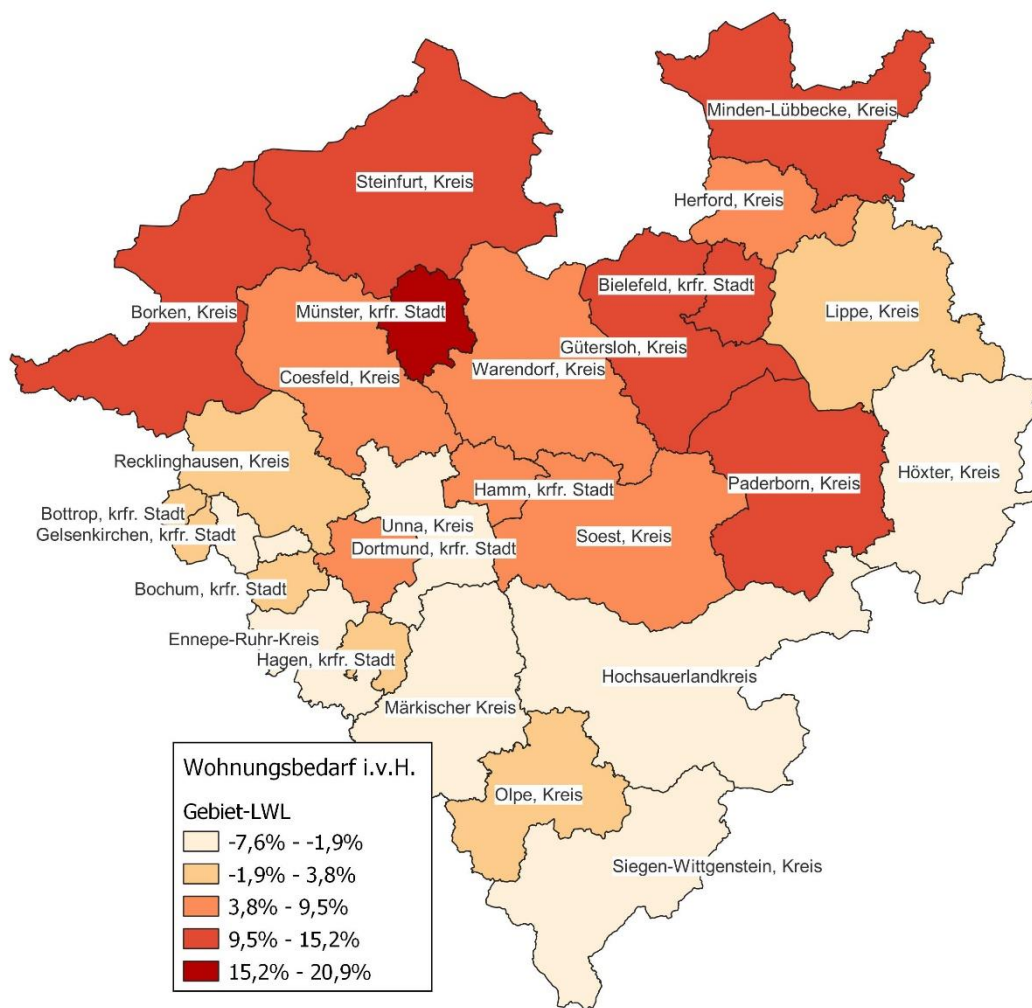 Minden-Lübbecke, Kreis
Steinfurt, Kreis
Herford, Kreis
Bielefeld, krfr. Stadt
Borken, Kreis
Münster, krfr. Stadt
Lippe, Kreis
Gütersloh, Kreis
Warendorf, Kreis
Coesfeld, Kreis
Recklinghausen, Kreis
Höxter, Kreis
Paderborn, Kreis
Hamm, krfr. Stadt
Bottrop, krfr. Stadt
Unna, Kreis
Gelsenkirchen, krfr. Stadt
Soest, Kreis
Dortmund, krfr. Stadt
Bochum, krfr. Stadt
Ennepe-Ruhr-Kreis
Hagen, krfr. Stadt
Hochsauerlandkreis
Märkischer Kreis
Olpe, Kreis
Siegen-Wittgenstein, Kreis
Wohnungsbedarf i.v.H.
Gebiet-LWL
-7,6% - -1,9%
-1,9% - 3,8%
3,8% - 9,5%
9,5% - 15,2%
15,2% - 20,9%